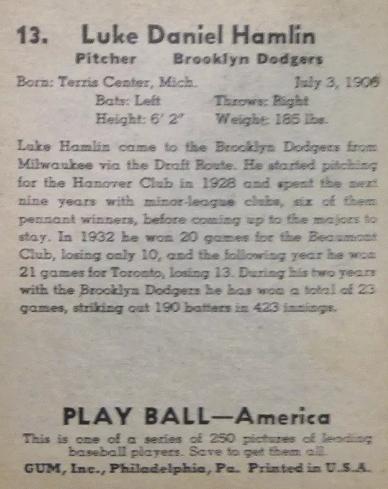 13. Luke Daniel Hamlin
Pitcher Brooklyn Dodgers
Born: Terris Center, Mich. July 3, 1906
Bats: Left Throws: Right
Height: 6' 2" Weight: 185 lbs.
Luke Hamlin came to the Brooklyn Dodgers from
Milwaukee via the Draft Route. He started pitching
for the Hanover Club in 1928 and spent the next
nine years with minor-league clubs, six of them
pennant winners, before coming up to the majors to
stay. In 1932 he won 20 games for the Beaumont
Club, losing only 10, and the following year he won
21 games for Toronto, losing 13. During his two years
with the Brooklyn Dodgers he has won a total of 23
games, striking out 190 batters in 423 innings.
PLAY BALL—America
This is one of a series of 250 pictures of leading
baseball players. Save to get them all.
GUM, Inc., Philadelphia, Pa. Printed in U.S.A.